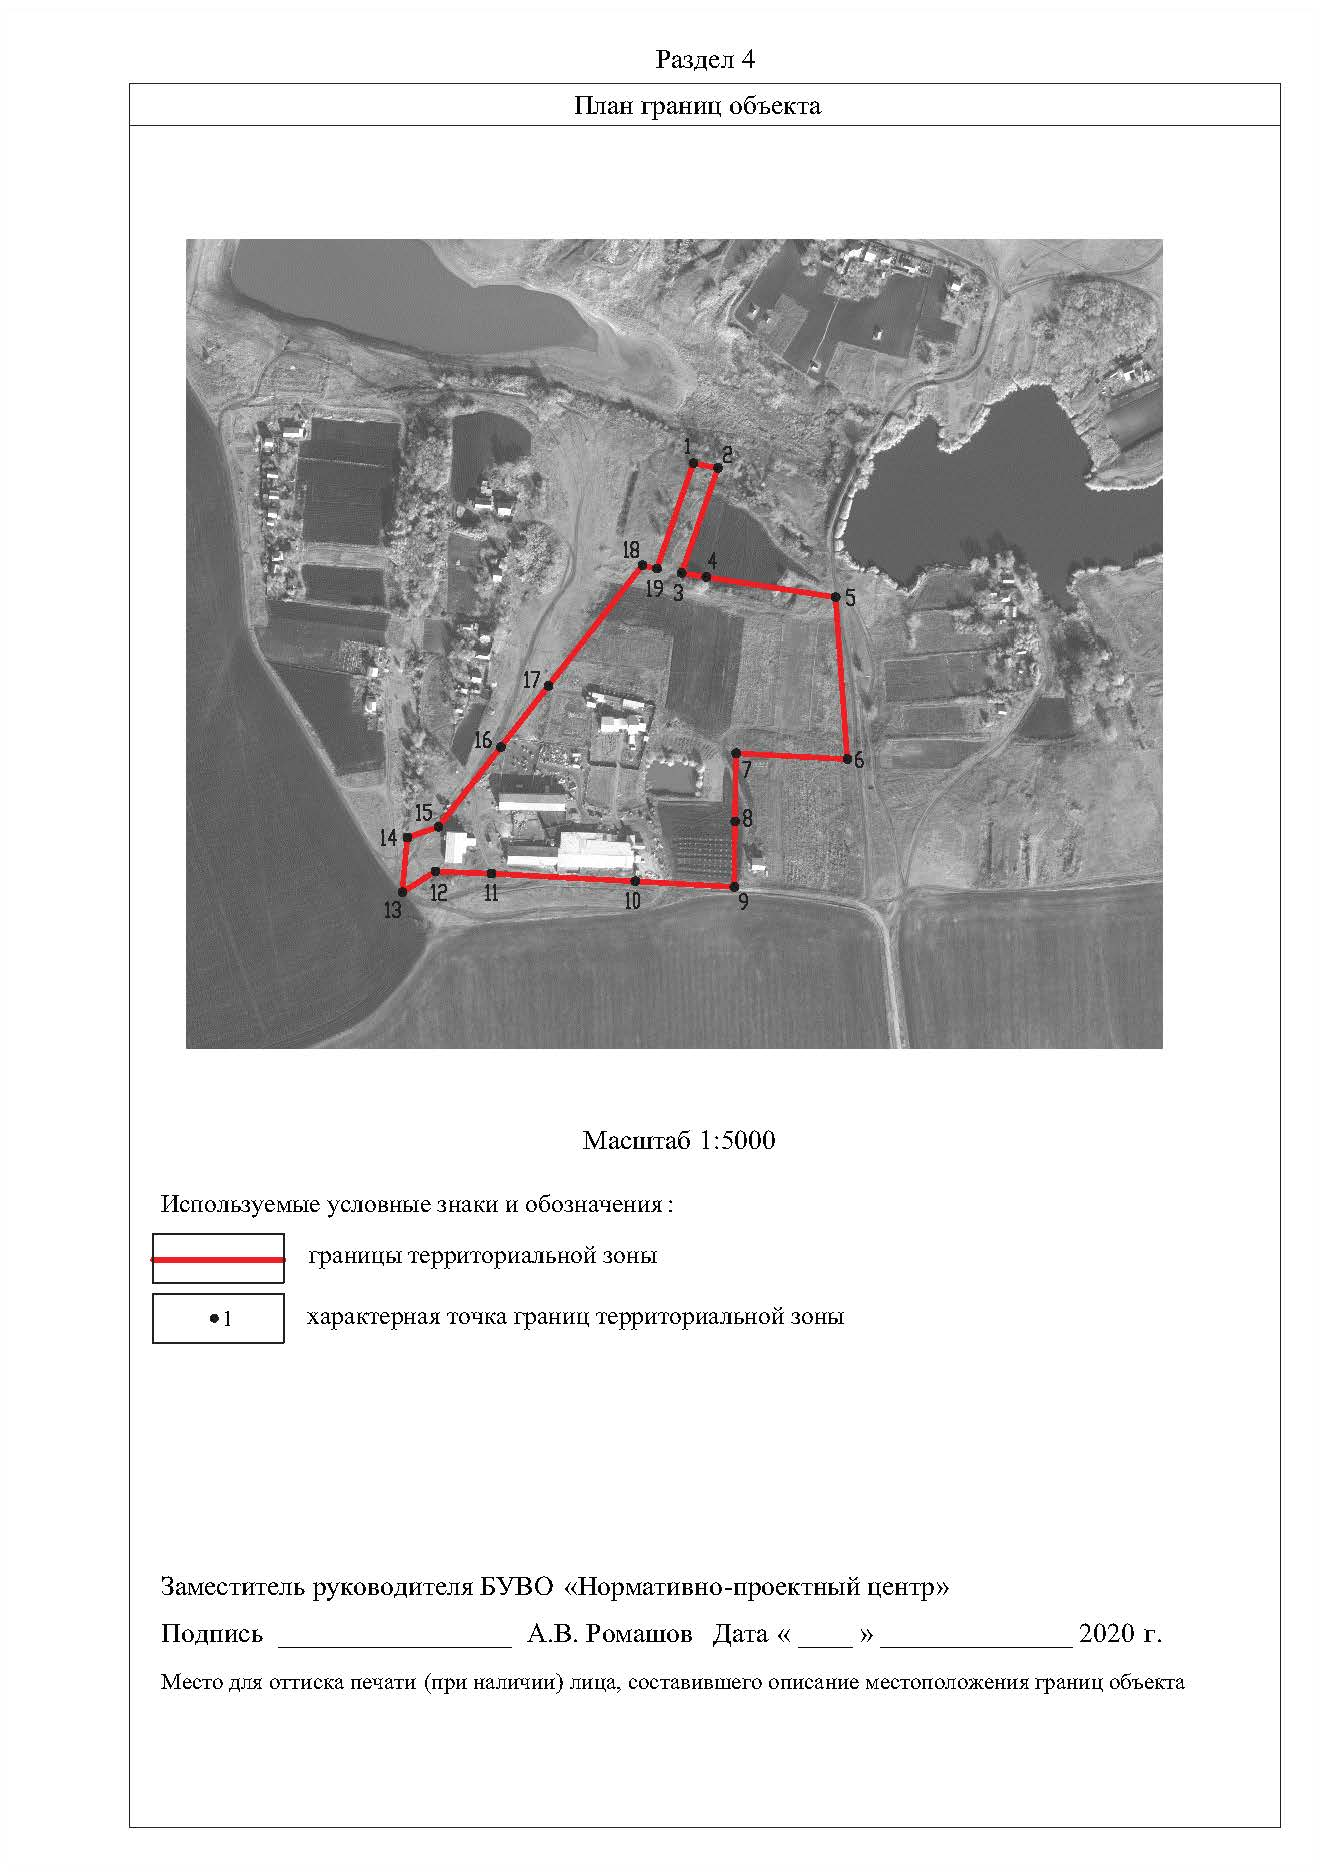 Раздел 4
План границ объекта
1
2
18
19
3
4
5
17
16
7
6
15
14
8
12
11
10
9
13
Масштаб 1:5000
Используемые условные знаки и обозначения :
границы территориальной зоны
1 характерная точка границ территориальной зоны
Заместитель руководителя БУВО «Нормативно-проектный центр»
Подпись _________________ А.В. Ромашов Дата « ____ » ______________ 2020 г.
Место для оттиска печати (при наличии) лица, составившего описание местоположения границ объекта